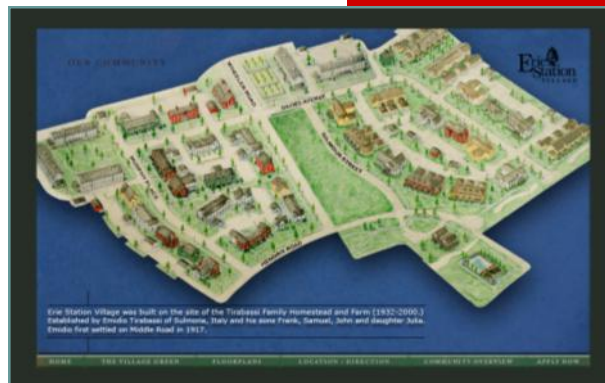 OUR COMMUNITY
Erie
Station
VILLAGE
HENDRIX ROAD
Erie Station Village was built on the site of the Tirabassi Family Homestead and Farm (1932-2000.)
Established by Emidio Tirabassi of Sulmona, Italy and his sons Frank, Samuel, John and daughter Julia.
Emidio first settled on Middle Road in 1917.
HOME THE VILLAGE GREEN FLOORPLANS LOCATION - DIRECTION COMMUNITY OVERVIEW APPLY NOW